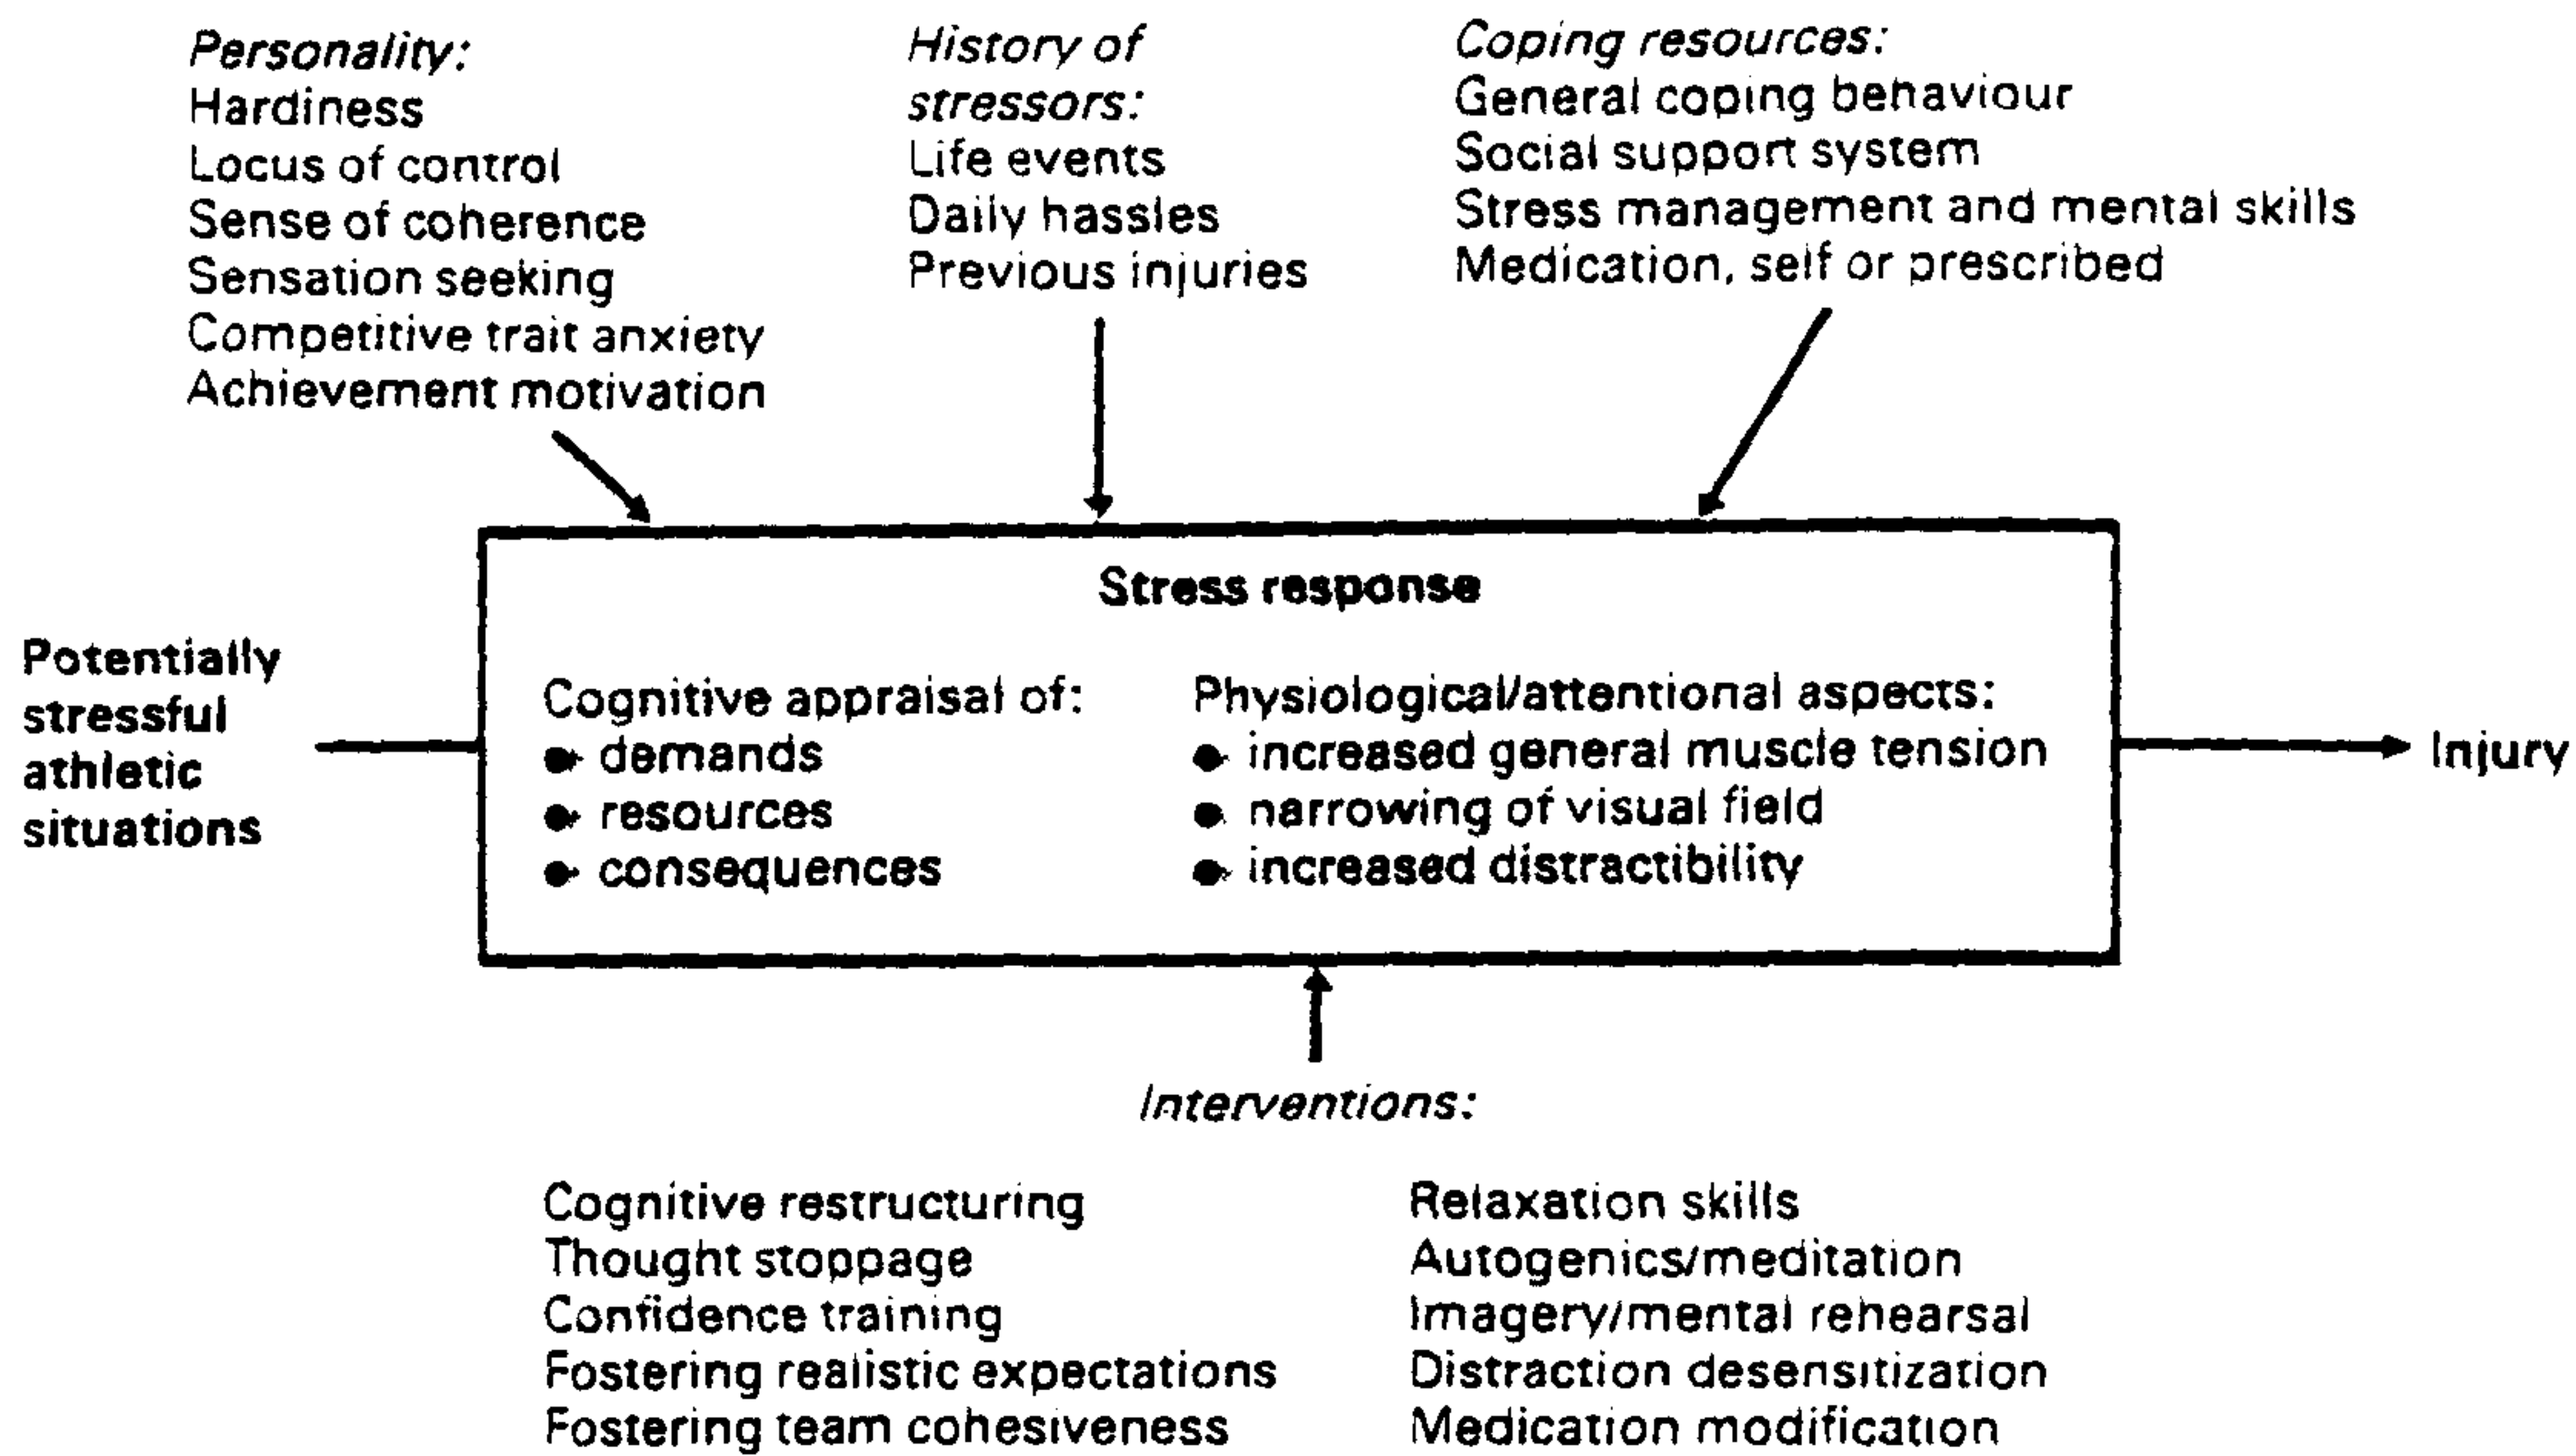 Personality:
Hardiness
Locus of control
Sense of coherence
Sensation seeking
Competitive trait anxiety
Achievement motivation
History of
stressors:
Life events
Daily hassles
Previous injuries
Coping resources:
General coping behaviour
Social support system
Stress management and mental skills
Medication, self or prescribed
Potentially
stressful
athletic
situations
Stress response
Cognitive appraisal of:
● demands
● resources
● consequences
Physiological/attentional aspects:
● increased general muscle tension
● narrowing of visual field
● increased distractibility
Injury
Interventions:
Cognitive restructuring
Thought stoppage
Confidence training
Fostering realistic expectations
Fostering team cohesiveness
Relaxation skills
Autogenics/meditation
Imagery/mental rehearsal
Distraction desensitization
Medication modification